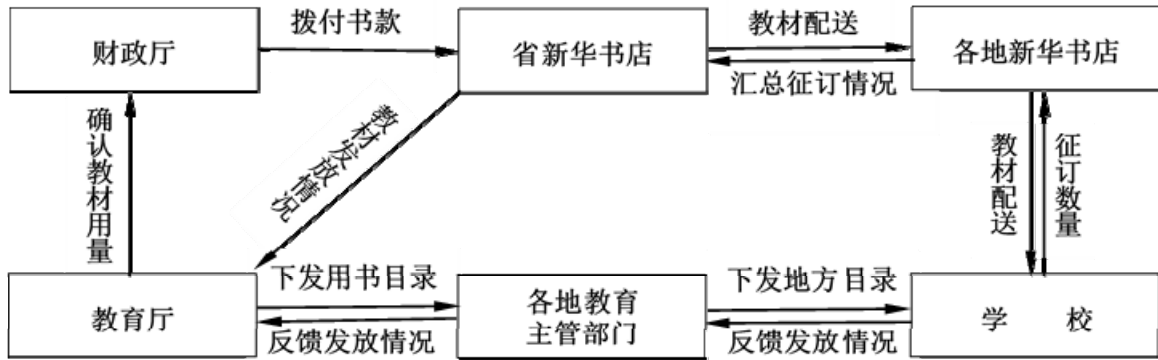 财政厅
拨付书款
省新华书店
教材配送
汇总征订情况
各地新华书店
确认教材用量
教材发放情况
教材配送
征订数量
教育厅
下发用书目录
反馈发放情况
各地教育
主管部门
下发地方目录
反馈发放情况
学 校